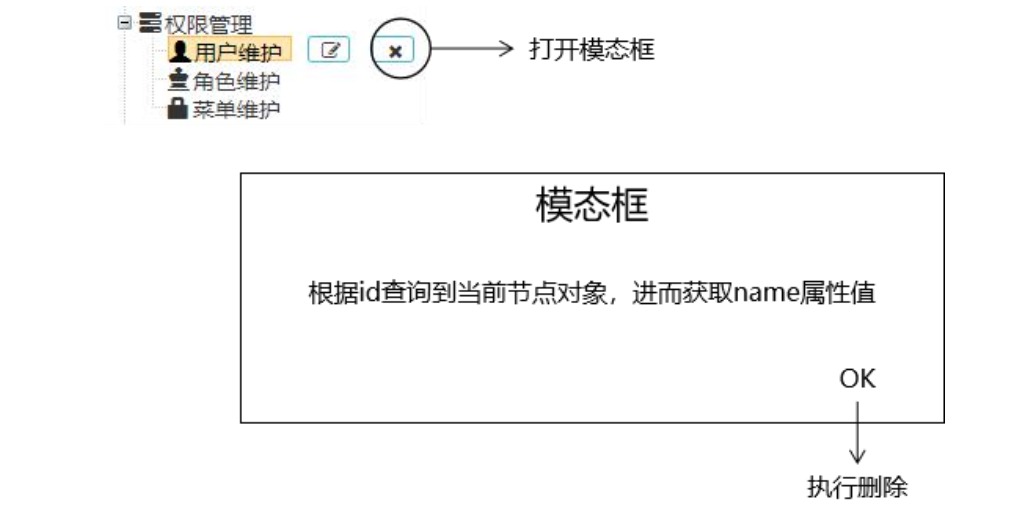 权限管理
用户维护
打开模态框
角色维护
菜单维护
模态框
根据id查询到当前节点对象，进而获取name属性值
OK
执行删除